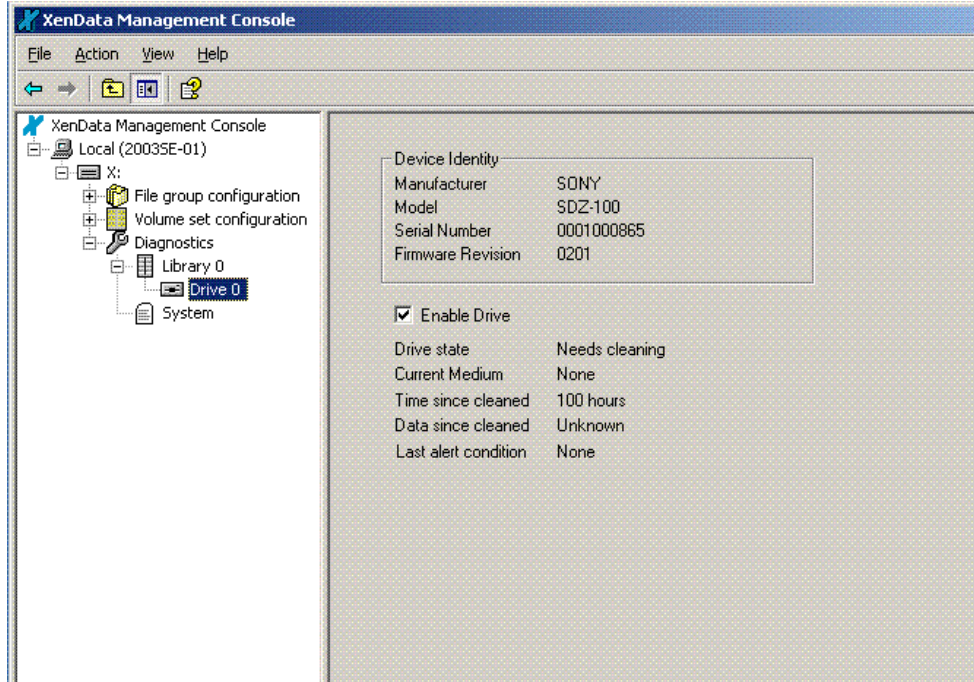 XenData Management Console
File Action View Help
XenData Management Console
Local (2003SE-01)
X:
File group configuration
Volume set configuration
Diagnostics
Library 0
Drive 0
System
Device Identity
Manufacturer SONY
Model SDZ-100
Serial Number 0001000865
Firmware Revision 0201
Enable Drive
Drive state Needs cleaning
Current Medium None
Time since cleaned 100 hours
Data since cleaned Unknown
Last alert condition None